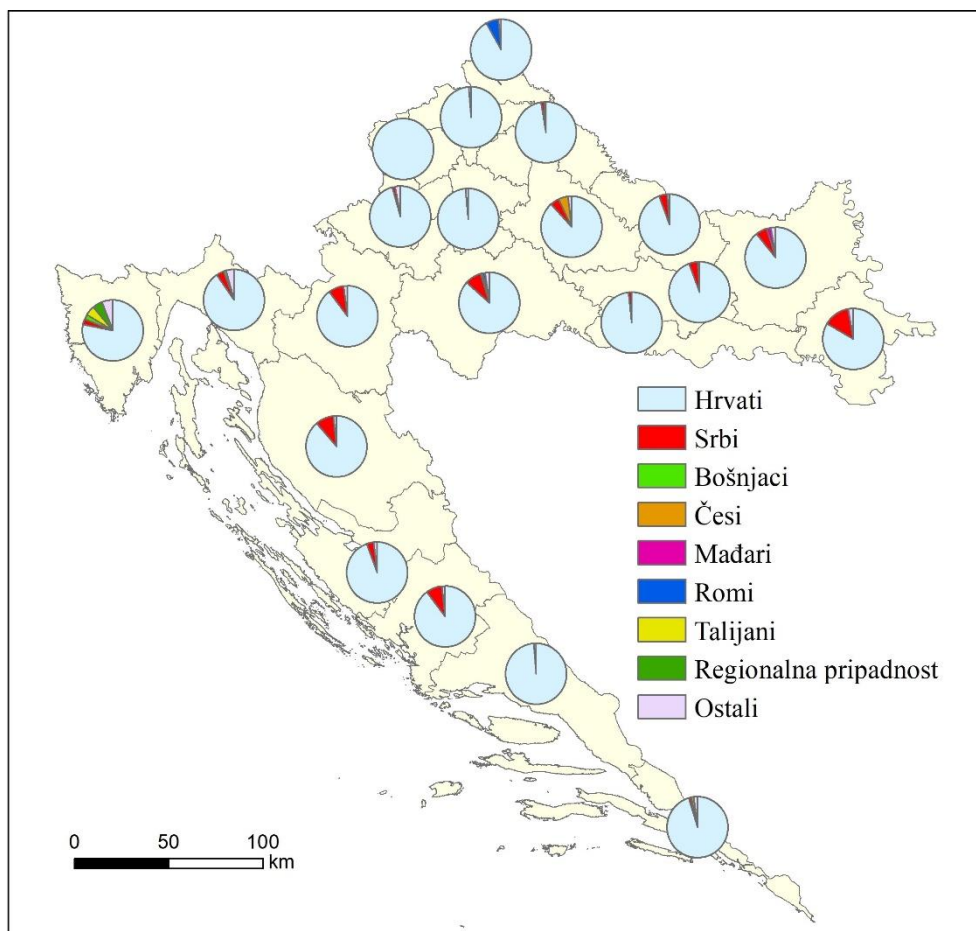 Hrvati
Srbi
Bošnjaci
Česi
Mađari
Romi
Talijani
Regionalna pripadnost
Ostali
0 50 100
km